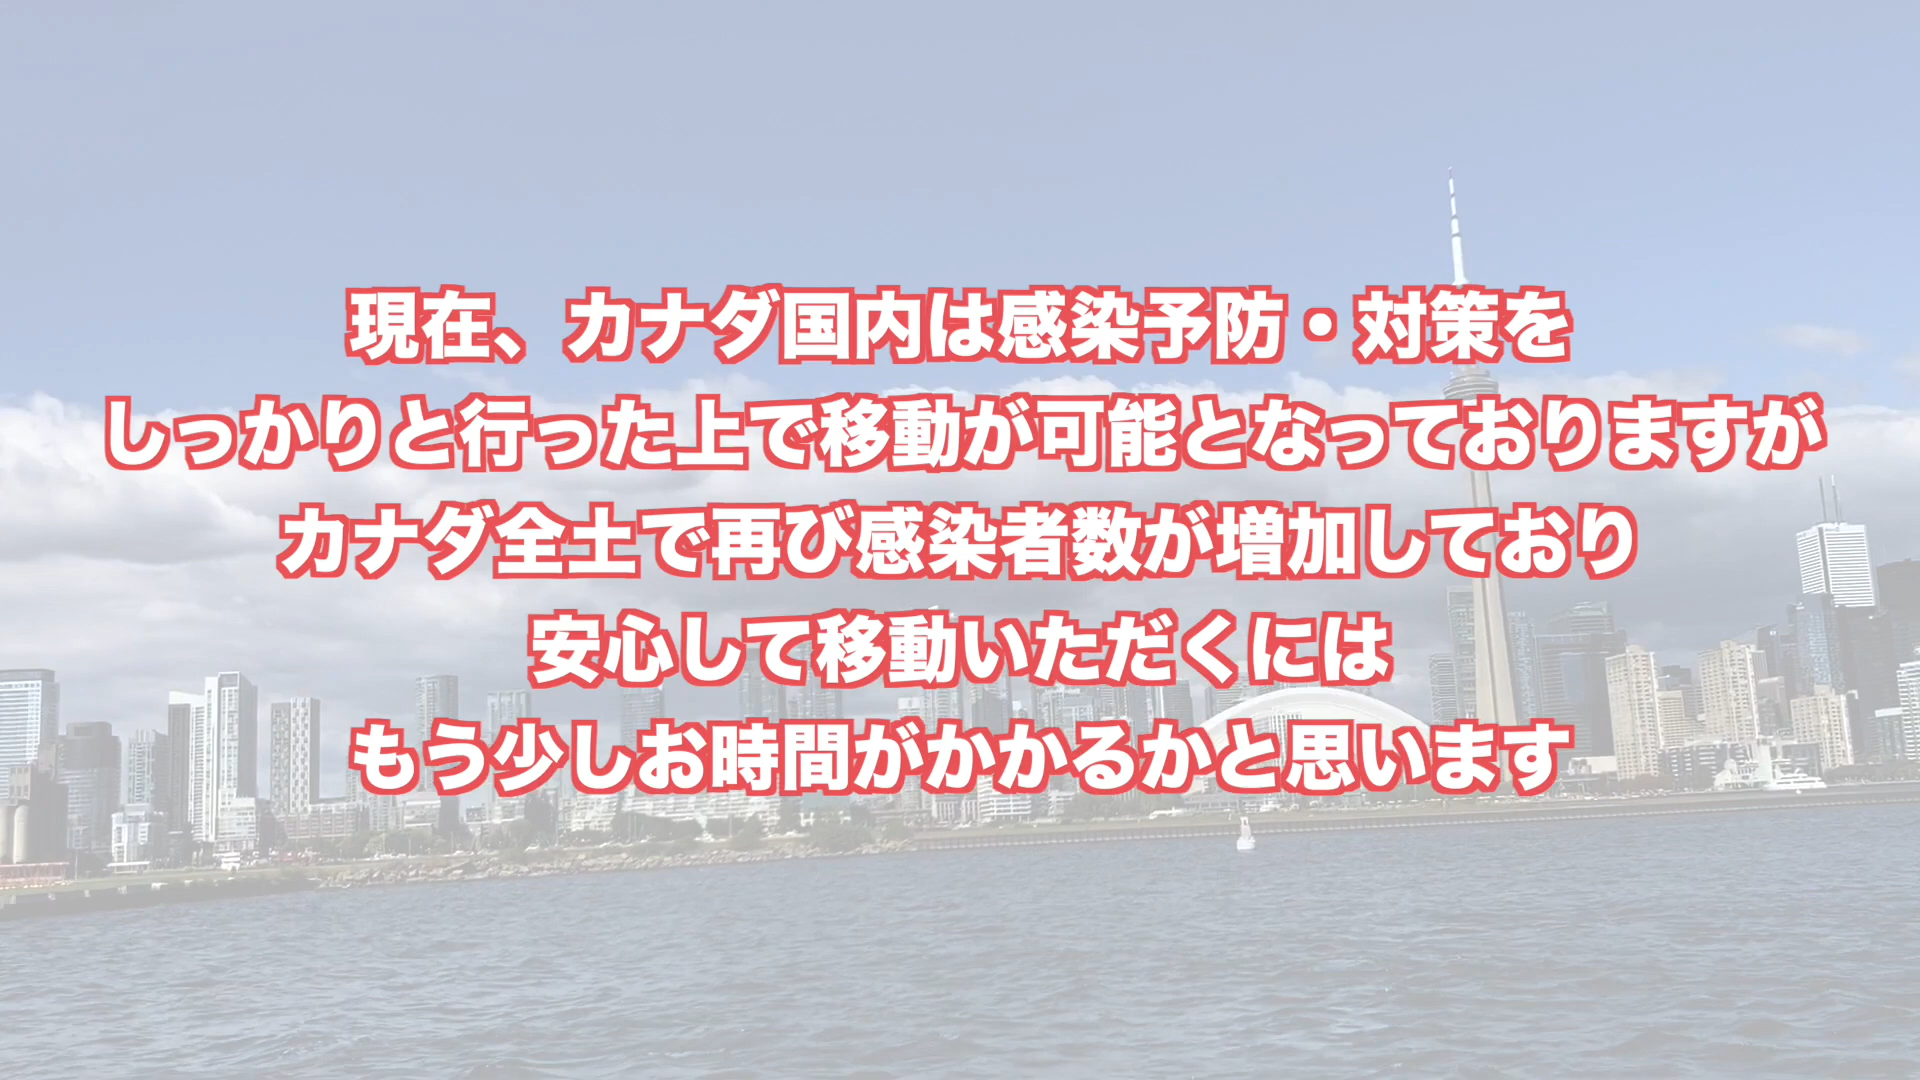 現在、カナダ国内は感染予防・対策を
しっかりと行った上で移動が可能となっておりますが
カナダ全土で再び感染者数が増加しており
安心して移動いただくには
もう少しお時間がかかるかと思います